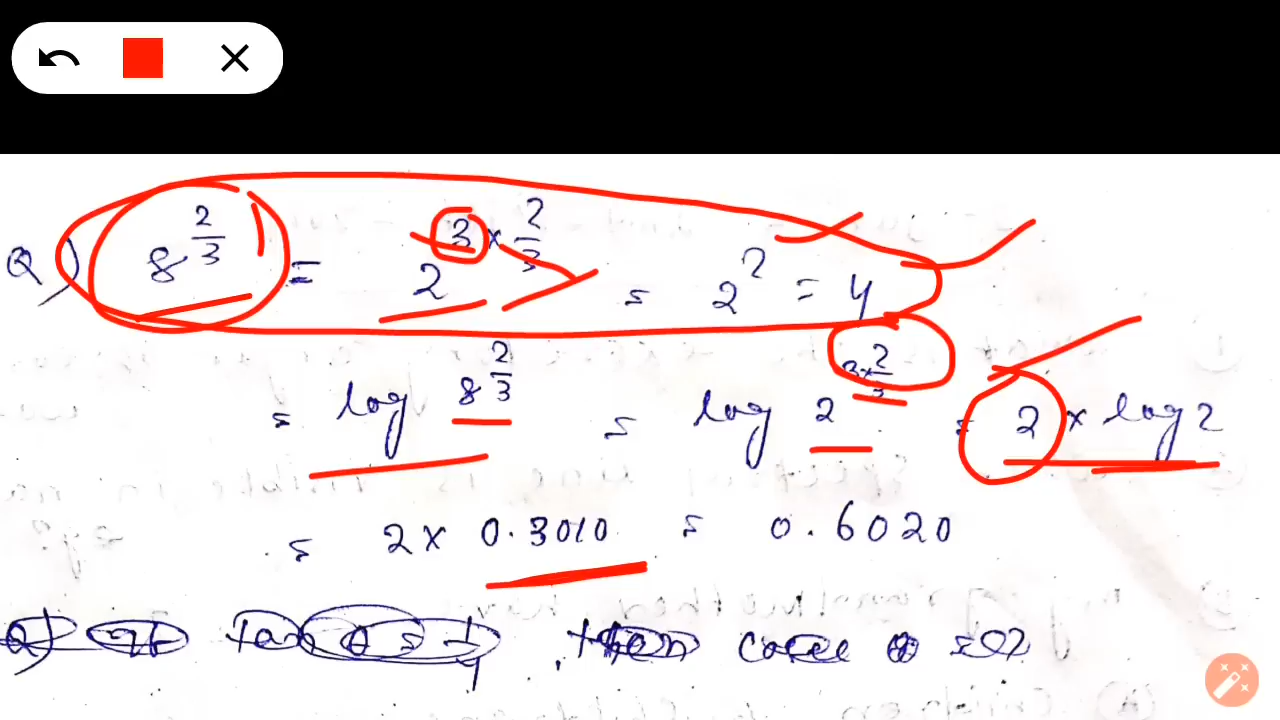 Q) 8^{2/3} = 2^{3×2/3} = 2^2 = 4
= log 8^{2/3} = log 2^{3×2/3} = 2 × log 2
= 2 × 0.3010 = 0.6020
Q) If tan θ = 1/4, then